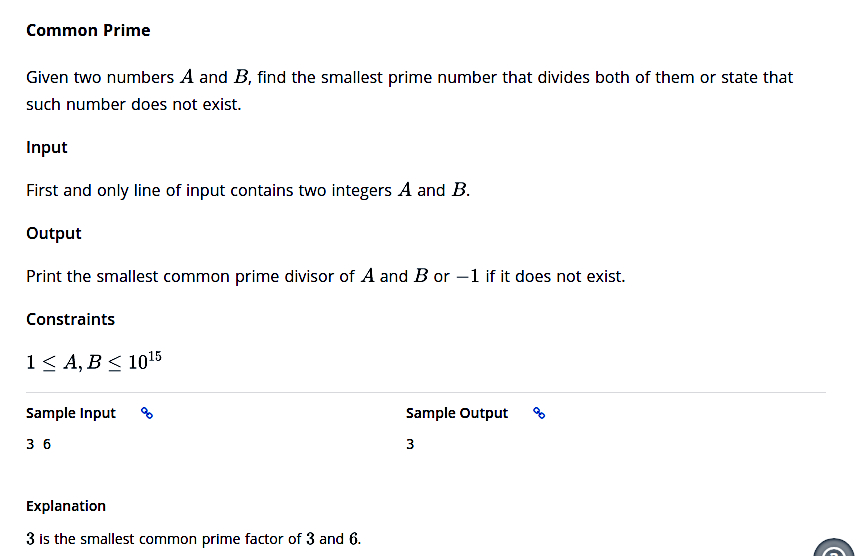 Common Prime
Given two numbers A and B, find the smallest prime number that divides both of them or state that
such number does not exist.
Input
First and only line of input contains two integers A and B.
Output
Print the smallest common prime divisor of A and B or −1 if it does not exist.
Constraints
1 ≤ A, B ≤ 10^15
Sample Input
Sample Output
3 6
3
Explanation
3 is the smallest common prime factor of 3 and 6.